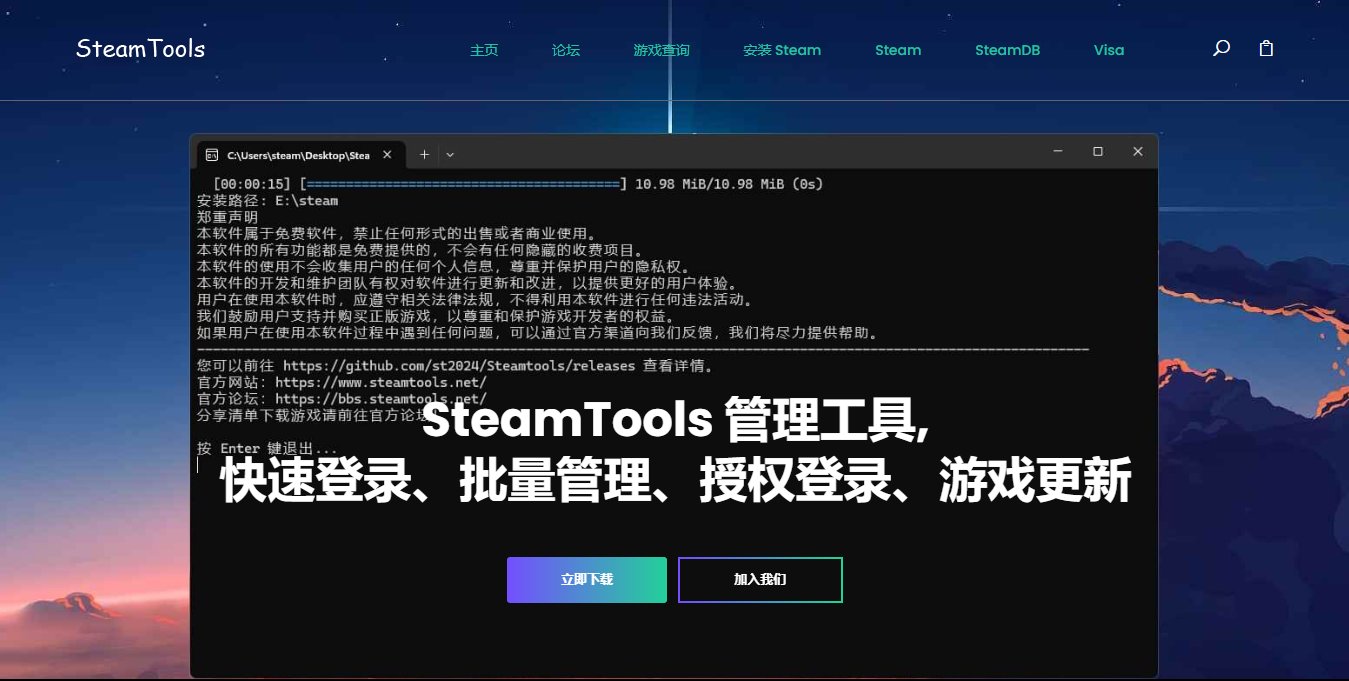 SteamTools
主页 论坛 游戏查询 安装 Steam Steam SteamDB Visa
C:\Users\steam\Desktop\Stea
[00:00:15] [========================================] 10.98 MiB/10.98 MiB (0s)
安装路径: E:\steam
郑重声明
本软件属于免费软件，禁止任何形式的出售或者商业使用。
本软件的所有功能都是免费提供的，不会有任何隐藏的收费项目。
本软件的使用不会收集用户的任何个人信息，尊重并保护用户的隐私权。
本软件的开发和维护团队有权对软件进行更新和改进，以提供更好的用户体验。
用户在使用本软件时，应遵守相关法律法规，不得利用本软件进行任何违法活动。
我们鼓励用户支持并购买正版游戏，以尊重和保护游戏开发者的权益。
如果用户在使用本软件过程中遇到任何问题，可以通过官方渠道向我们反馈，我们将尽力提供帮助。
您可以前往 https://github.com/st2024/Steamtools/releases 查看详情。
官方网站: https://www.steamtools.net/
官方论坛: https://bbs.steamtools.net/
分享清单下载游戏请前往官方论坛
按 Enter 键退出...
SteamTools 管理工具,
快速登录、批量管理、授权登录、游戏更新
立即下载 加入我们